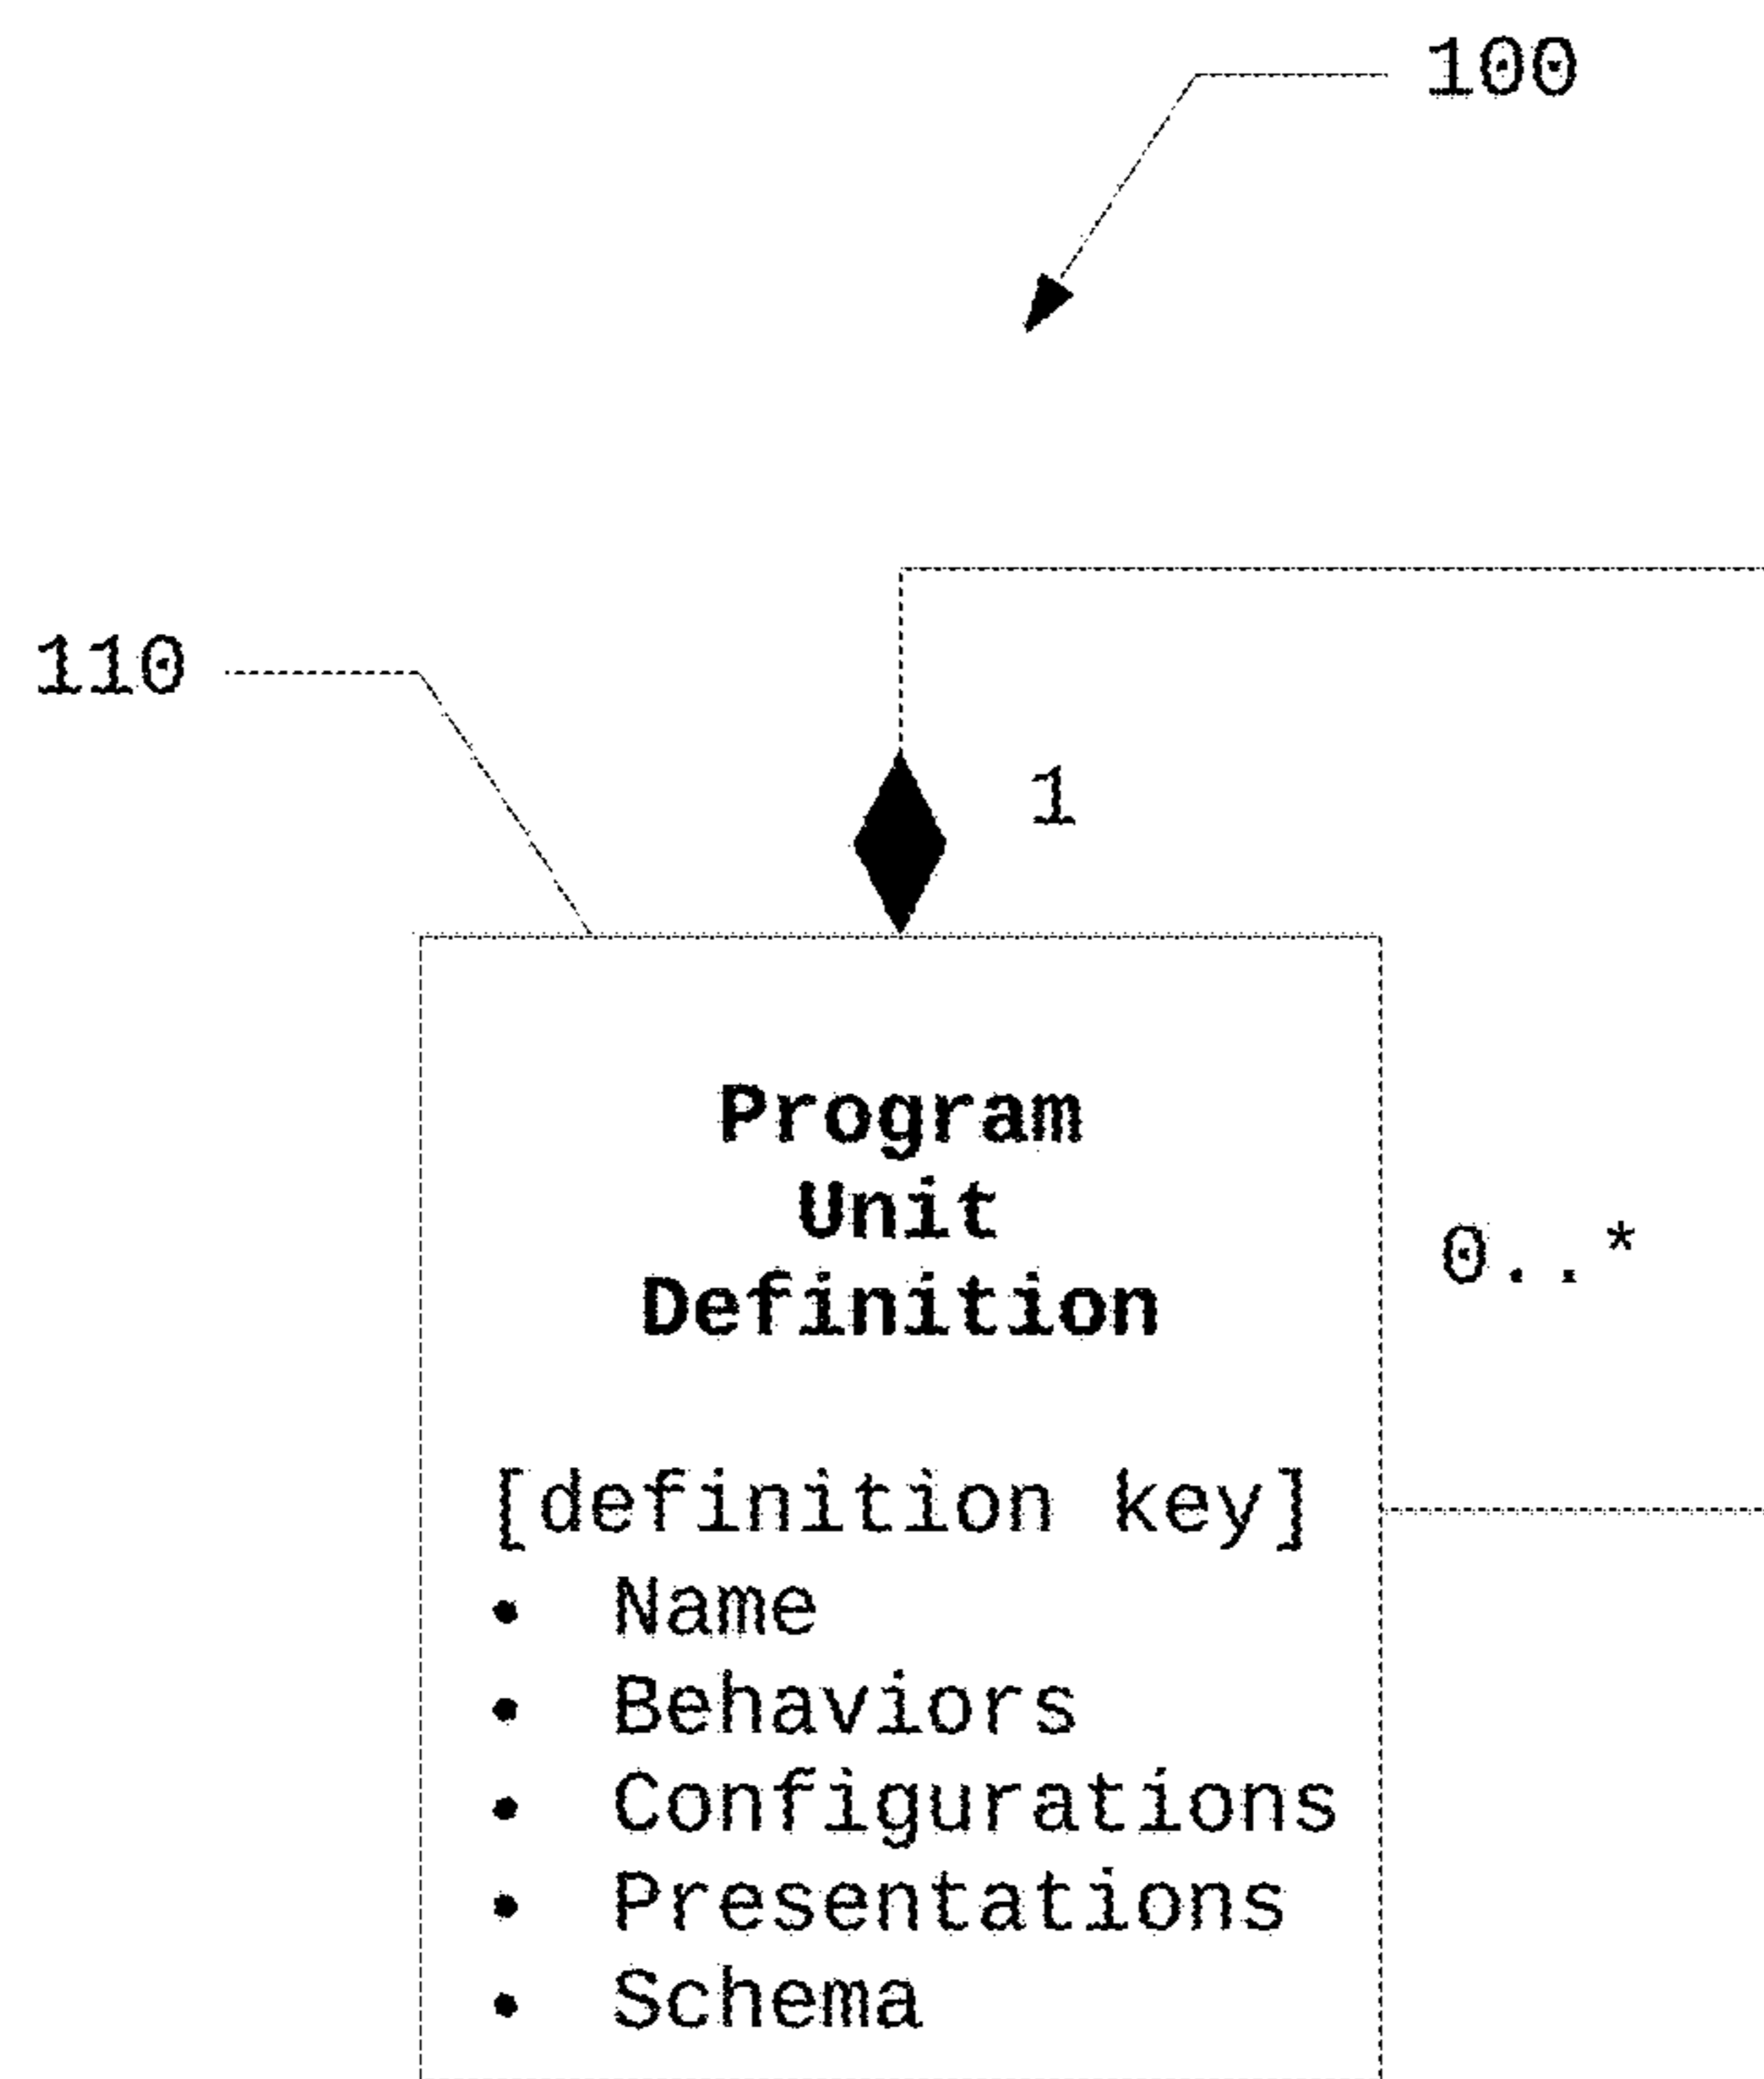 100
110
1
Program
Unit
Definition
0..*
[definition key]
• Name
• Behaviors
• Configurations
• Presentations
• Schema